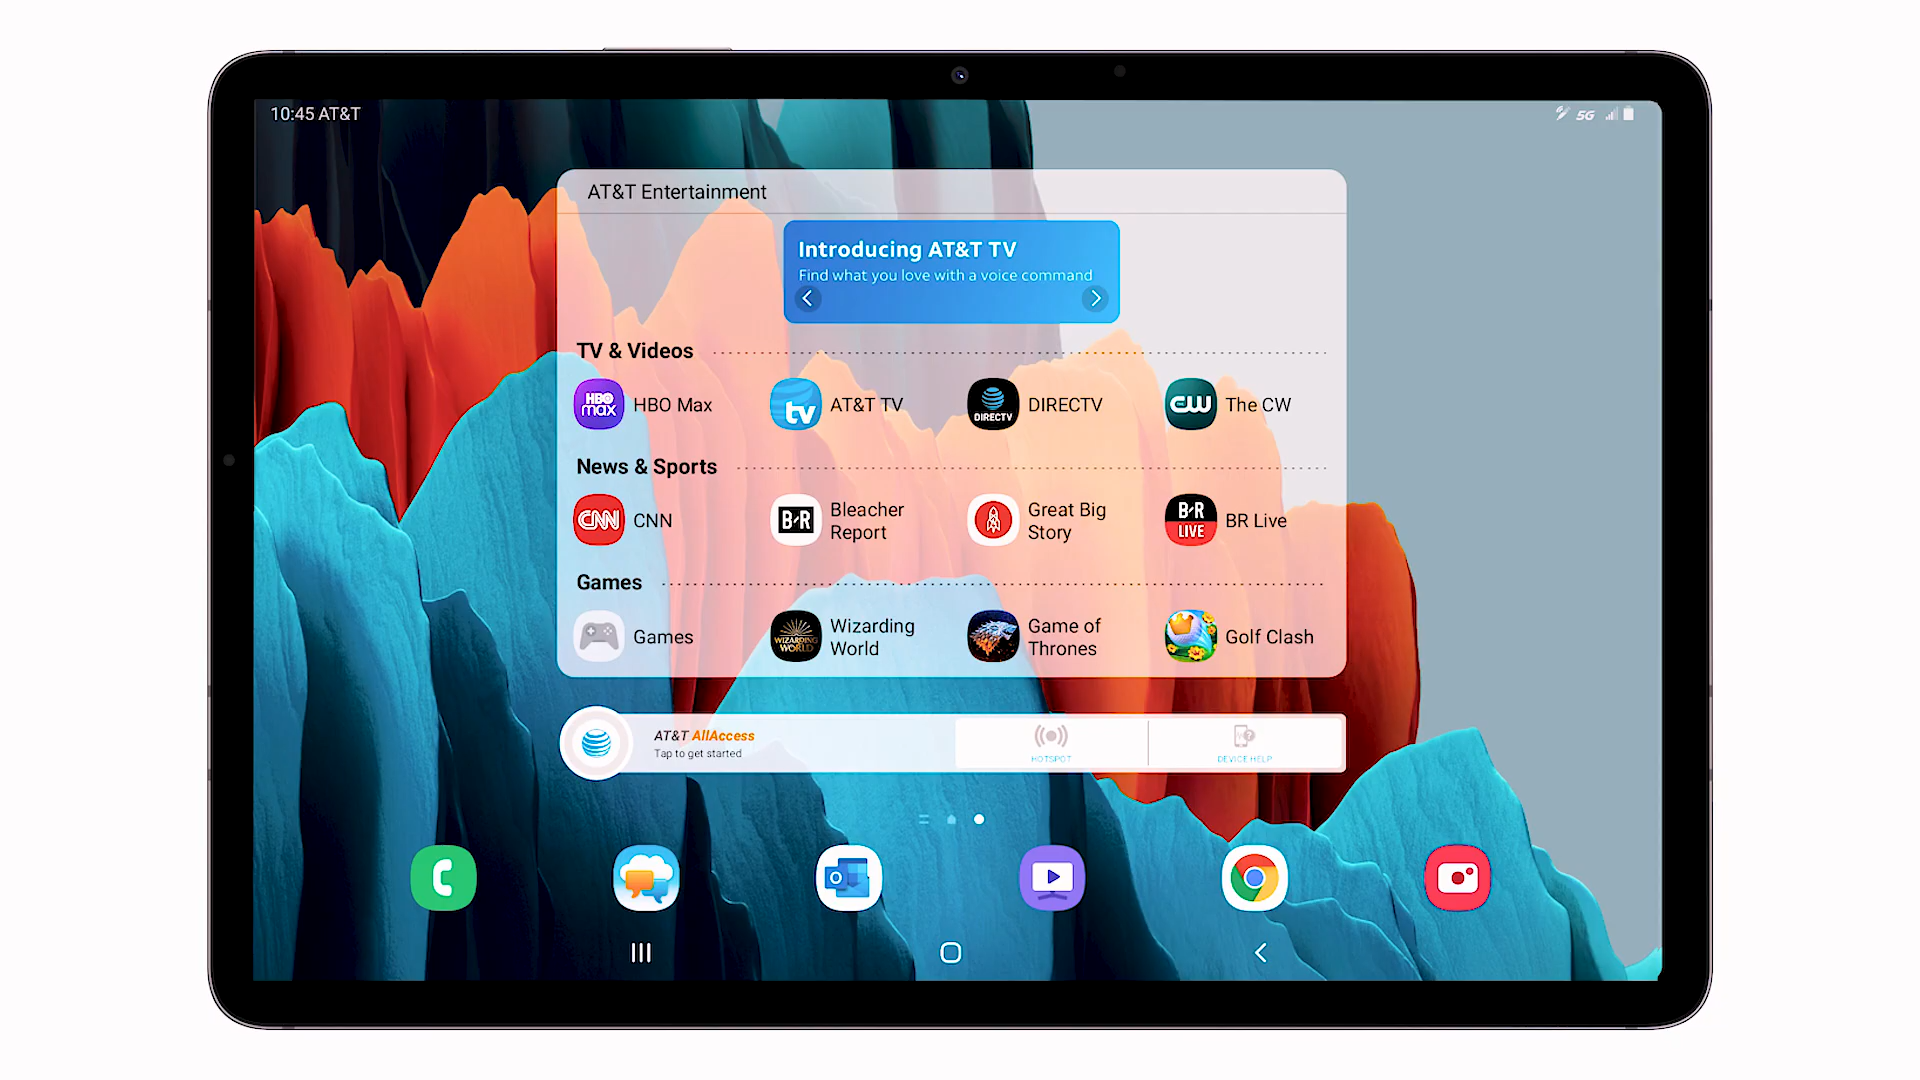 10:45 AT&T
5G
AT&T Entertainment
Introducing AT&T TV
Find what you love with a voice command
TV & Videos
HBO max
HBO Max
tv
AT&T TV
DIRECTV
DIRECTV
CW
The CW
News & Sports
CNN
CNN
B/R
Bleacher
Report
Great Big
Story
B/R
LIVE
BR Live
Games
Games
WIZARDING
WORLD
Wizarding
World
Game of
Thrones
Golf Clash
AT&T AllAccess
Tap to get started
HOTSPOT
DEVICE HELP